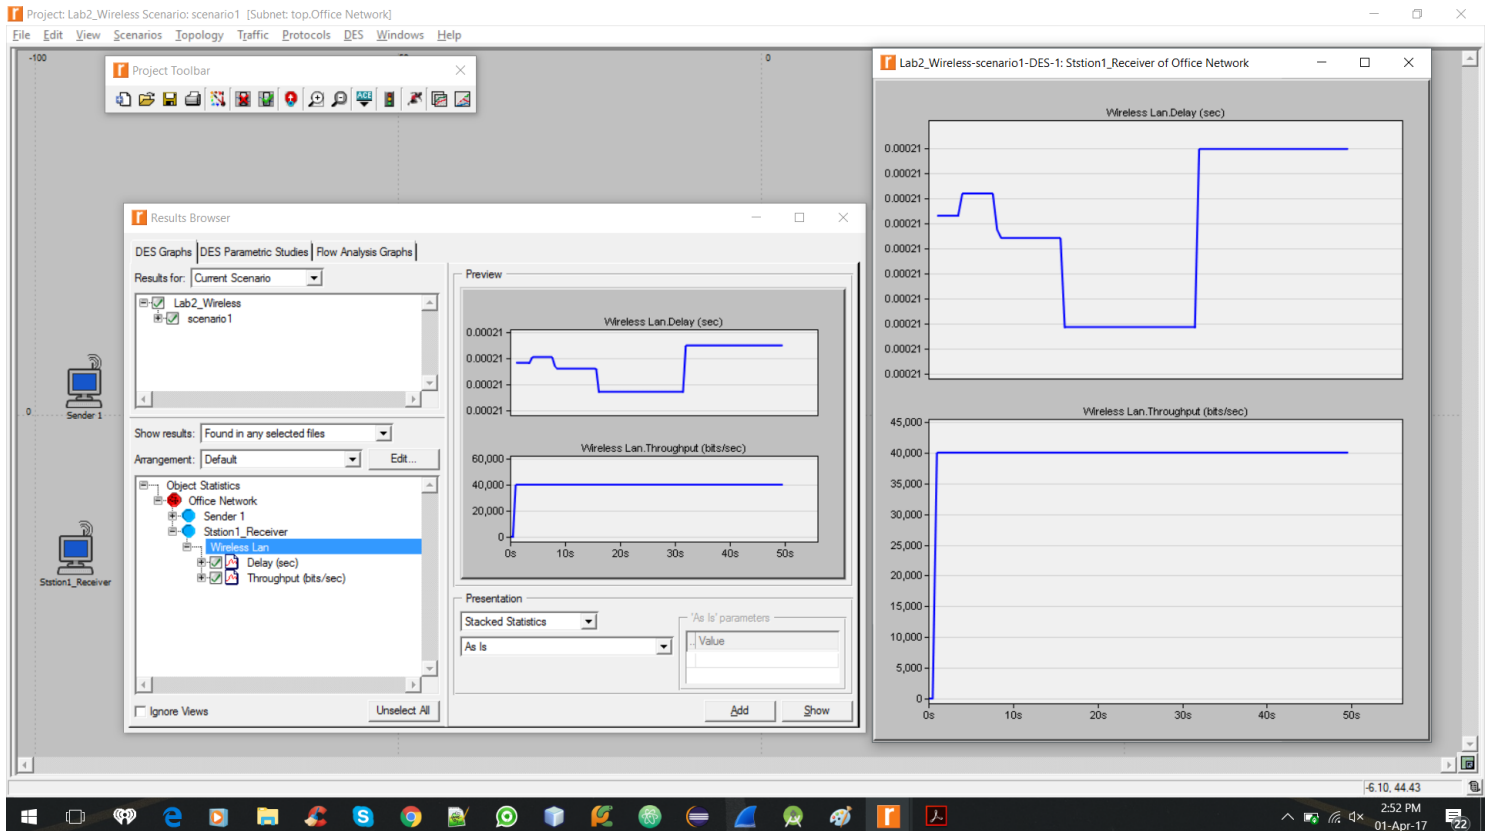 Project: Lab2_Wireless Scenario: scenario1 [Subnet: top.Office Network]
File Edit View Scenarios Topology Traffic Protocols DES Windows Help
-100
0
Project Toolbar
0
Sender 1
Ststion1_Receiver
Results Browser
DES Graphs DES Parametric Studies Flow Analysis Graphs
Results for: Current Scenario
Lab2_Wireless
scenario1
Show results: Found in any selected files
Arrangement: Default Edit...
Object Statistics
Office Network
Sender 1
Ststion1_Receiver
Wireless Lan
Delay (sec)
Throughput (bits/sec)
Ignore Views Unselect All
Preview
Wireless Lan.Delay (sec)
0.00021
0.00021
0.00021
0.00021
Wireless Lan.Throughput (bits/sec)
60,000
40,000
20,000
0
0s 10s 20s 30s 40s 50s
Presentation
Stacked Statistics
As Is
'As Is' parameters
.. Value
Add Show
Lab2_Wireless-scenario1-DES-1: Ststion1_Receiver of Office Network
Wireless Lan.Delay (sec)
0.00021
0.00021
0.00021
0.00021
0.00021
0.00021
0.00021
0.00021
0.00021
0.00021
Wireless Lan.Throughput (bits/sec)
45,000
40,000
35,000
30,000
25,000
20,000
15,000
10,000
5,000
0
0s 10s 20s 30s 40s 50s
-6.10, 44.43
2:52 PM
01-Apr-17
22